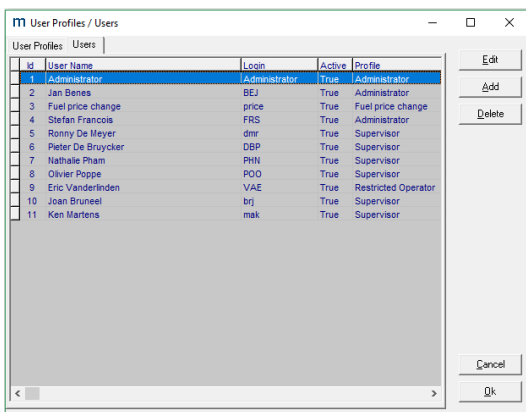 m User Profiles / Users
User Profiles Users
Id User Name Login Active Profile
1 Administrator Administrator True Administrator
2 Jan Benes BEJ True Administrator
3 Fuel price change price True Fuel price change
4 Stefan Francois FRS True Administrator
5 Ronny De Meyer dmr True Supervisor
6 Pieter De Bruycker DBP True Supervisor
7 Nathalie Pham PHN True Supervisor
8 Olivier Poppe POO True Supervisor
9 Eric Vanderlinden VAE True Restricted Operator
10 Joan Bruneel brj True Supervisor
11 Ken Martens mak True Supervisor
Edit
Add
Delete
Cancel
Ok